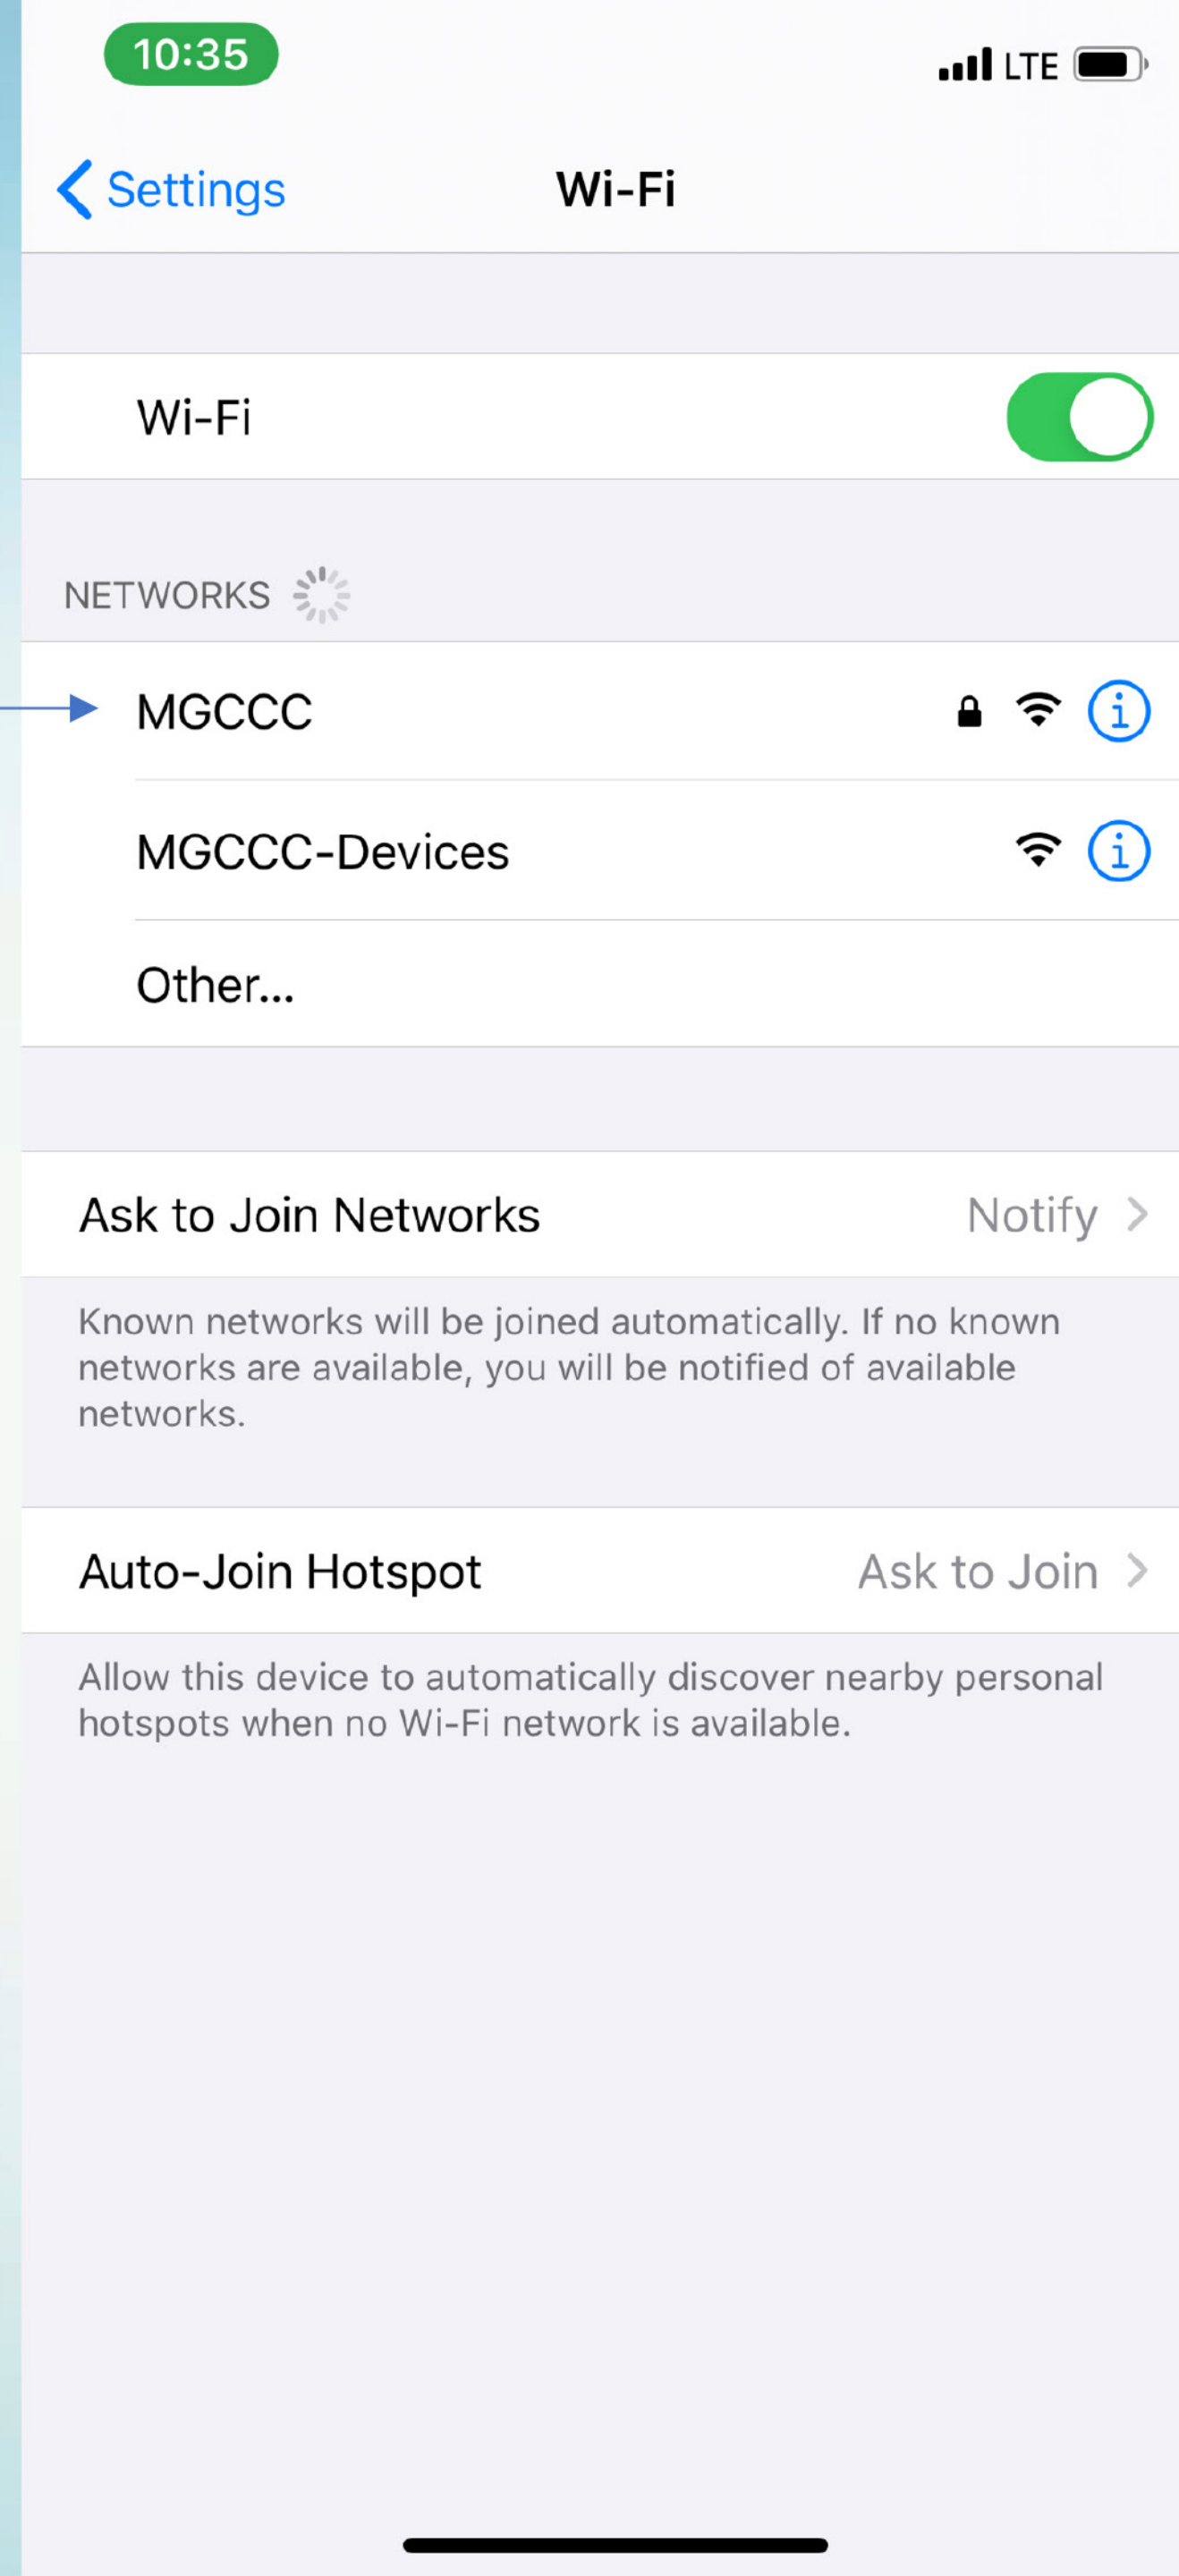 10:35
LTE
Settings
Wi-Fi
Wi-Fi
NETWORKS
MGCCC
MGCCC-Devices
Other...
Ask to Join Networks Notify
Known networks will be joined automatically. If no known
networks are available, you will be notified of available
networks.
Auto-Join Hotspot Ask to Join
Allow this device to automatically discover nearby personal
hotspots when no Wi-Fi network is available.